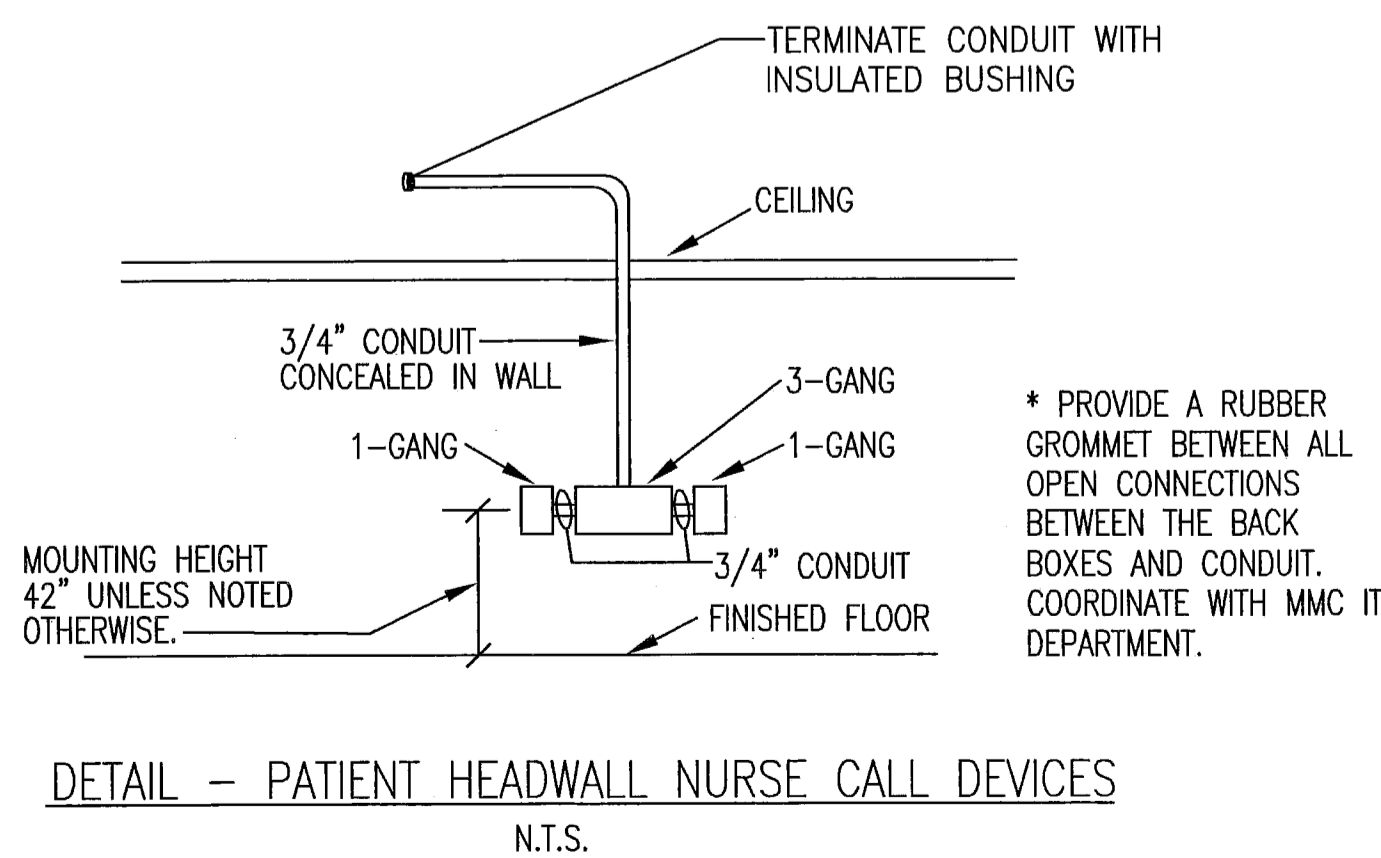 TERMINATE CONDUIT WITH
INSULATED BUSHING
CEILING
3/4" CONDUIT
CONCEALED IN WALL
3-GANG
1-GANG
1-GANG
* PROVIDE A RUBBER
GROMMET BETWEEN ALL
OPEN CONNECTIONS
BETWEEN THE BACK
BOXES AND CONDUIT.
COORDINATE WITH MMC IT
DEPARTMENT.
MOUNTING HEIGHT
42" UNLESS NOTED
OTHERWISE.
3/4" CONDUIT
FINISHED FLOOR
DETAIL - PATIENT HEADWALL NURSE CALL DEVICES
N.T.S.